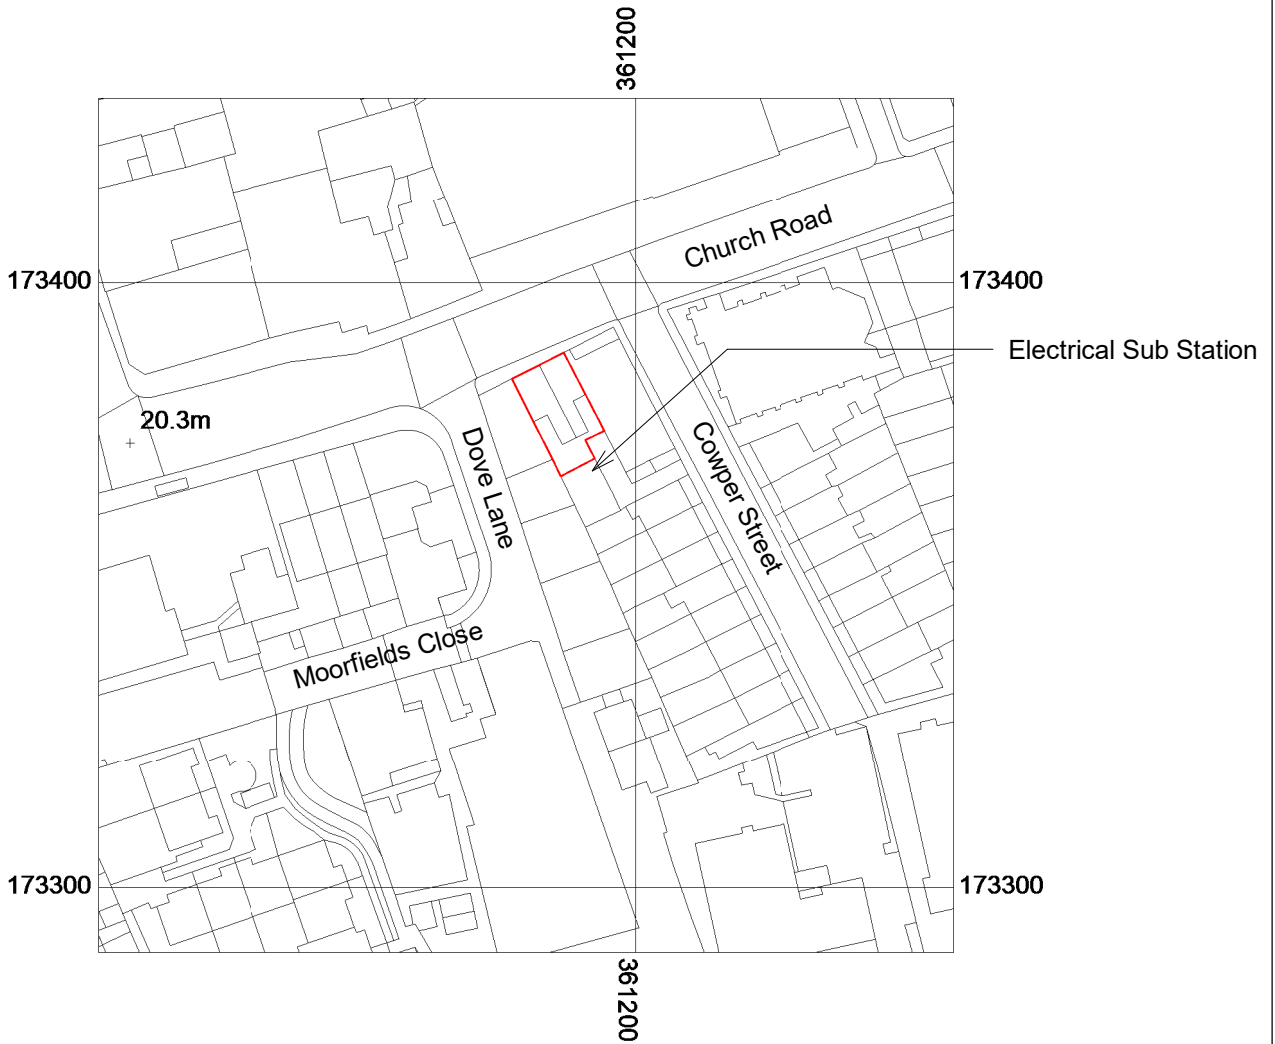 361200
Church Road
173400
173400
Electrical Sub Station
20.3m
Dove Lane
Cowper Street
Moorfields Close
173300
173300
361200